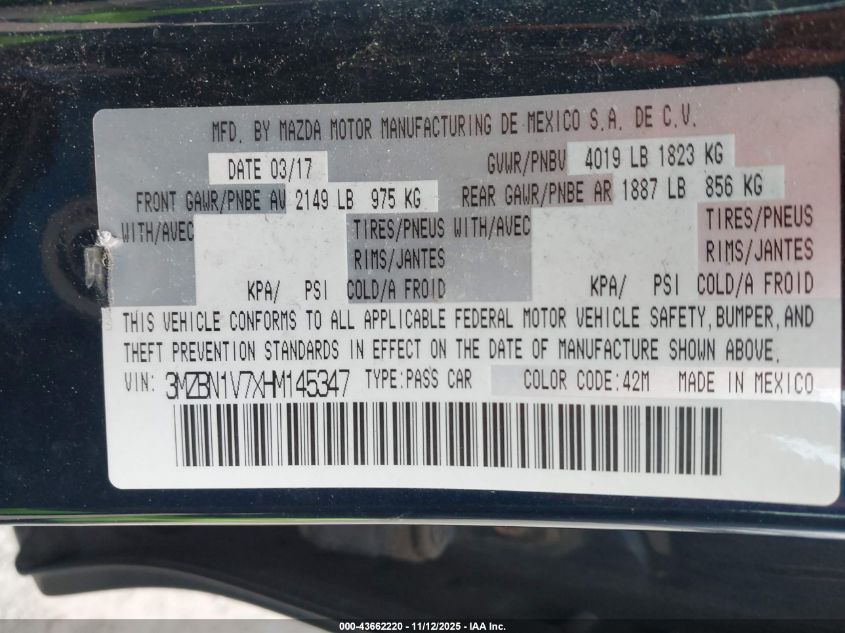 MFD. BY MAZDA MOTOR MANUFACTURING DE MEXICO S.A. DE C.V.
DATE 03/17 GVWR/PNBV 4019 LB 1823 KG
FRONT GAWR/PNBE AV 2149 LB 975 KG REAR GAWR/PNBE AR 1887 LB 856 KG
WITH/AVEC TIRES/PNEUS WITH/AVEC TIRES/PNEUS
RIMS/JANTES RIMS/JANTES
KPA/ PSI COLD/A FROID KPA/ PSI COLD/A FROID
THIS VEHICLE CONFORMS TO ALL APPLICABLE FEDERAL MOTOR VEHICLE SAFETY, BUMPER, AND
THEFT PREVENTION STANDARDS IN EFFECT ON THE DATE OF MANUFACTURE SHOWN ABOVE.
VIN: 3MZBN1V7XHM145347 TYPE: PASS CAR COLOR CODE: 42M MADE IN MEXICO
000-43662220 - 11/12/2025 - IAA Inc.